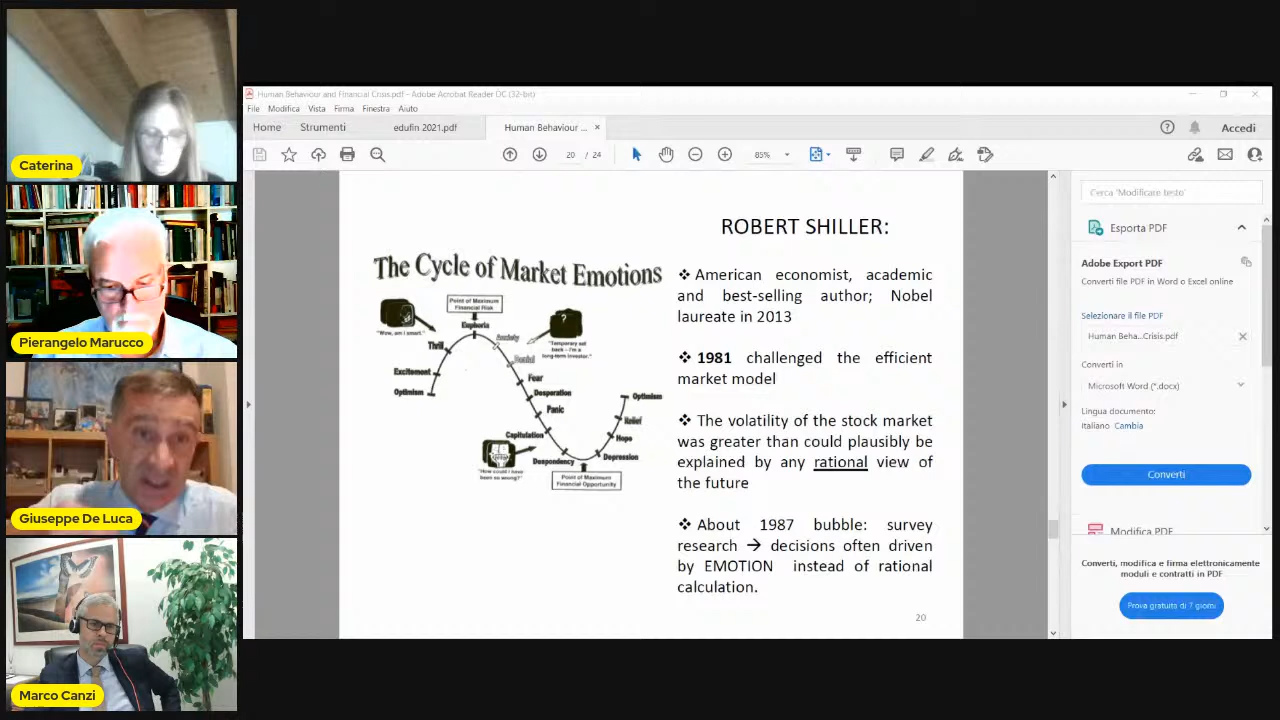 Caterina
Pierangelo Marucco
Giuseppe De Luca
Marco Canzi
Human Behaviour and Financial Crisis.pdf - Adobe Acrobat Reader DC (32-bit)
File Modifica Vista Firma Finestra Aiuto
Home Strumenti edufin 2021.pdf Human Behaviour ... ×
Accedi
20 / 24 85%
The Cycle of Market Emotions
Point of Maximum
Financial Risk
"Wow, am I smart."
Euphoria
Thrill
Excitement
Optimism
Anxiety
Denial
"Temporary set
back – I'm a
long-term investor."
Fear
Desperation
Panic
Capitulation
Despondency
"How could I have
been so wrong?"
Depression
Hope
Relief
Optimism
Point of Maximum
Financial Opportunity
ROBERT SHILLER:
❖ American economist, academic
and best-selling author; Nobel
laureate in 2013
❖ 1981 challenged the efficient
market model
❖ The volatility of the stock market
was greater than could plausibly be
explained by any rational view of
the future
❖ About 1987 bubble: survey
research → decisions often driven
by EMOTION instead of rational
calculation.
20
Cerca 'Modificare testo'
Esporta PDF
Adobe Export PDF
Converti file PDF in Word o Excel
online
Selezionare il file PDF
Human Beha...Crisis.pdf
Converti in
Microsoft Word (*.docx)
Lingua documento:
Italiano Cambia
Converti
Modifica PDF
Converti, modifica e firma elettronicamente
moduli e contratti in PDF
Prova gratuita di 7 giorni